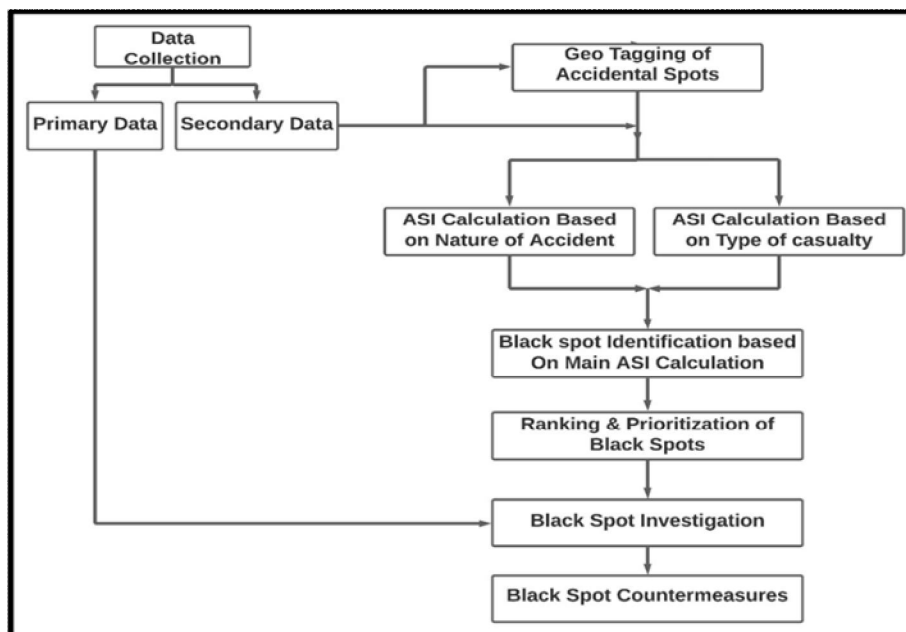 Data
Collection
Geo Tagging of
Accidental Spots
Primary Data
Secondary Data
ASI Calculation Based
on Nature of Accident
ASI Calculation Based
on Type of casualty
Black spot Identification based
On Main ASI Calculation
Ranking & Prioritization of
Black Spots
Black Spot Investigation
Black Spot Countermeasures